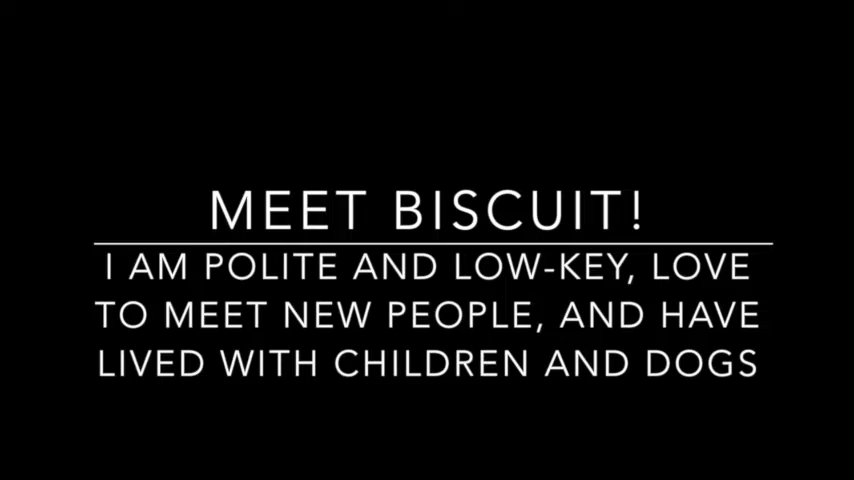 MEET BISCUIT!
I AM POLITE AND LOW-KEY, LOVE
TO MEET NEW PEOPLE, AND HAVE
LIVED WITH CHILDREN AND DOGS